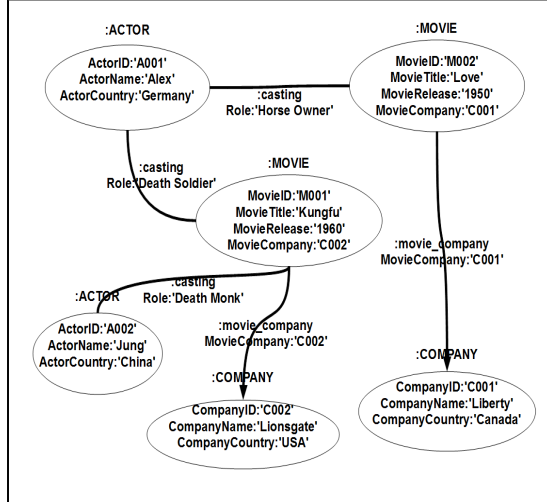 :ACTOR
ActorID:'A001'
ActorName:'Alex'
ActorCountry:'Germany'
:MOVIE
MovieID:'M002'
MovieTitle:'Love'
MovieRelease:'1950'
MovieCompany:'C001'
:casting
Role:'Horse Owner'
:casting
Role:'Death Soldier'
:MOVIE
MovieID:'M001'
MovieTitle:'Kungfu'
MovieRelease:'1960'
MovieCompany:'C002'
:movie_company
MovieCompany:'C001'
:casting
Role:'Death Monk'
:ACTOR
ActorID:'A002'
ActorName:'Jung'
ActorCountry:'China'
:movie_company
MovieCompany:'C002'
:COMPANY
CompanyID:'C002'
CompanyName:'Lionsgate'
CompanyCountry:'USA'
:COMPANY
CompanyID:'C001'
CompanyName:'Liberty'
CompanyCountry:'Canada'